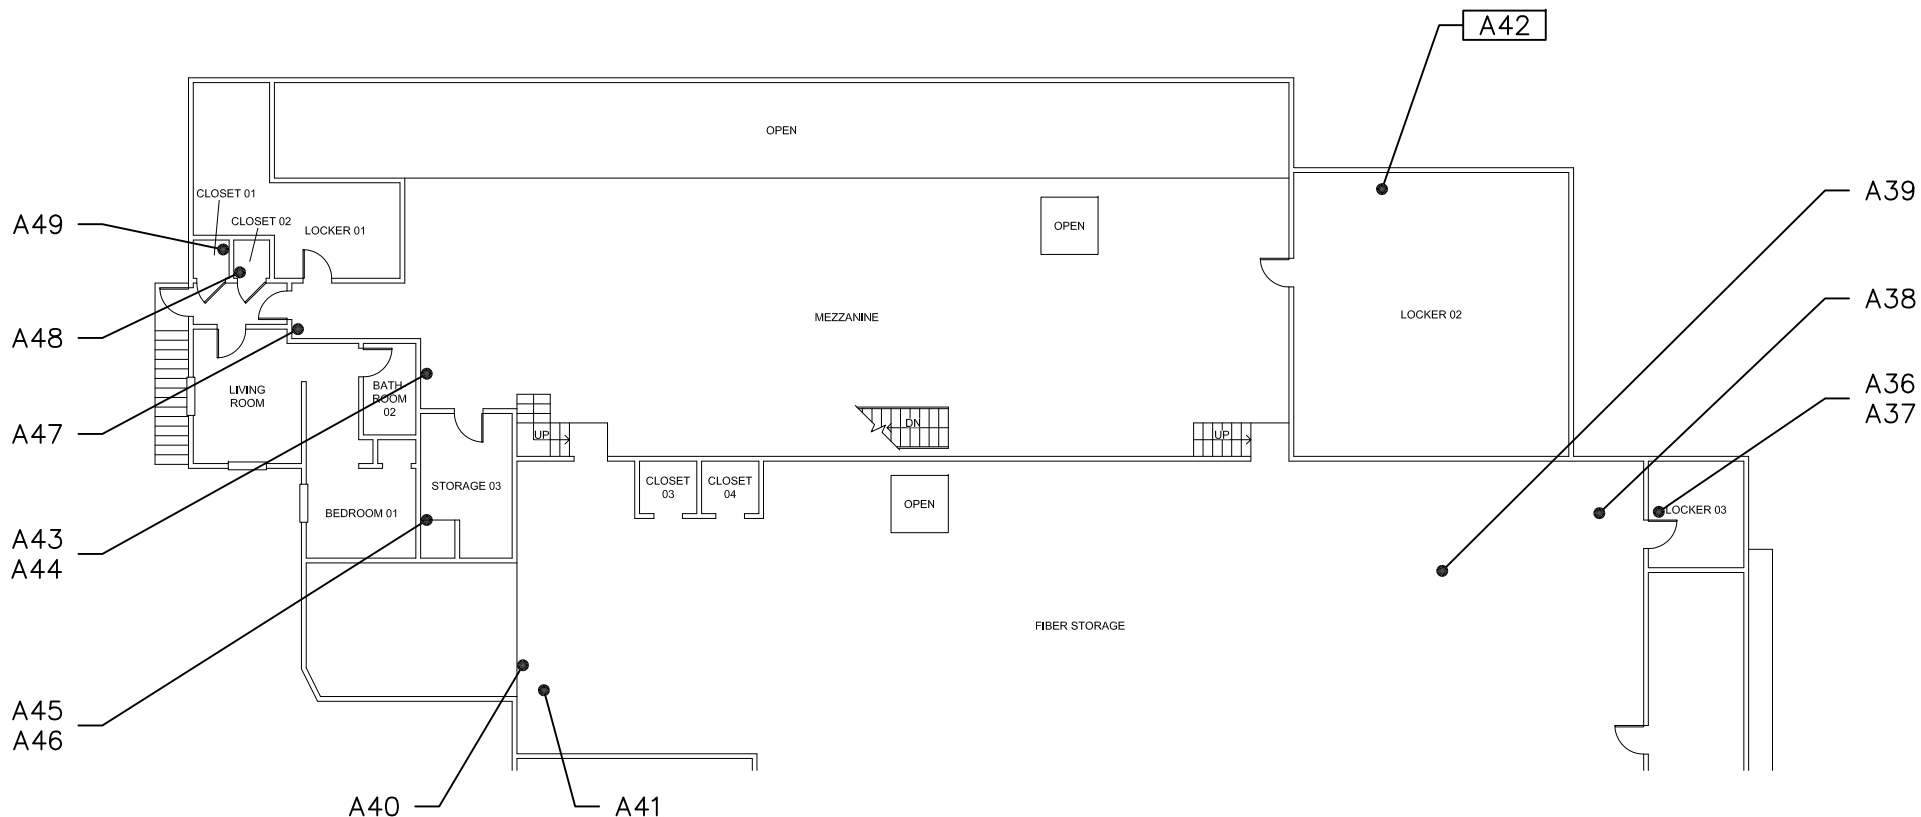 A42
OPEN
A39
CLOSET 01
A49
CLOSET 02
LOCKER 01
OPEN
A38
MEZZANINE
LOCKER 02
A48
A36
A37
LIVING
ROOM
BATH
ROOM
02
A47
UP
DN
UP
STORAGE 03
CLOSET
03
CLOSET
04
OPEN
BEDROOM 01
LOCKER 03
A43
A44
FIBER STORAGE
A45
A46
A40
A41